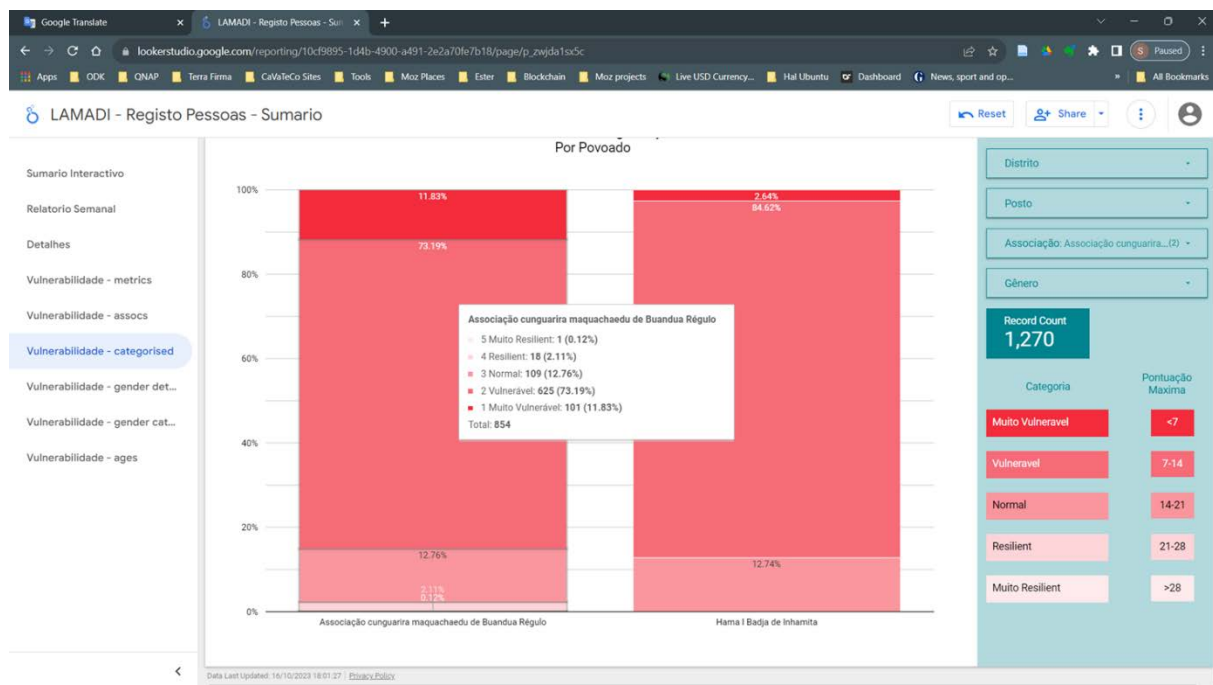 Google Translate
LAMADI - Registo Pessoas - Sun
lookerstudio.google.com/reporting/10cf9895-1d4b-4900-a491-2e2a70fe7b18/page/p_zwjda1sx5c
S Paused
Apps ODK QNAP Terra Firma CaVaTeCo Sites Tools Moz Places Ester Blockchain Moz projects Live USD Currency... Hal Ubuntu Dashboard News, sport and op... » All Bookmarks
LAMADI - Registo Pessoas - Sumario
Reset
Share
Sumario Interactivo
Relatorio Semanal
Detalhes
Vulnerabilidade - metrics
Vulnerabilidade - assocs
Vulnerabilidade - categorised
Vulnerabilidade - gender det...
Vulnerabilidade - gender cat...
Vulnerabilidade - ages
Por Povoado
100%
80%
60%
40%
20%
0%
11.83%
73.19%
12.76%
2.11%
0.12%
2.64%
84.62%
12.74%
Associação cunguarira maquachaedu de Buandua Régulo
5 Muito Resilient: 1 (0.12%)
4 Resilient: 18 (2.11%)
3 Normal: 109 (12.76%)
2 Vulnerável: 625 (73.19%)
1 Muito Vulnerável: 101 (11.83%)
Total: 854
Associação cunguarira maquachaedu de Buandua Régulo
Hama I Badja de Inhamita
Distrito
Posto
Associação: Associação cunguarira... (2)
Gênero
Record Count
1,270
Categoria
Pontuação
Maxima
Muito Vulneravel <7
Vulneravel 7-14
Normal 14-21
Resilient 21-28
Muito Resilient >28
Data Last Updated: 16/10/2023 18:01:27 Privacy Policy